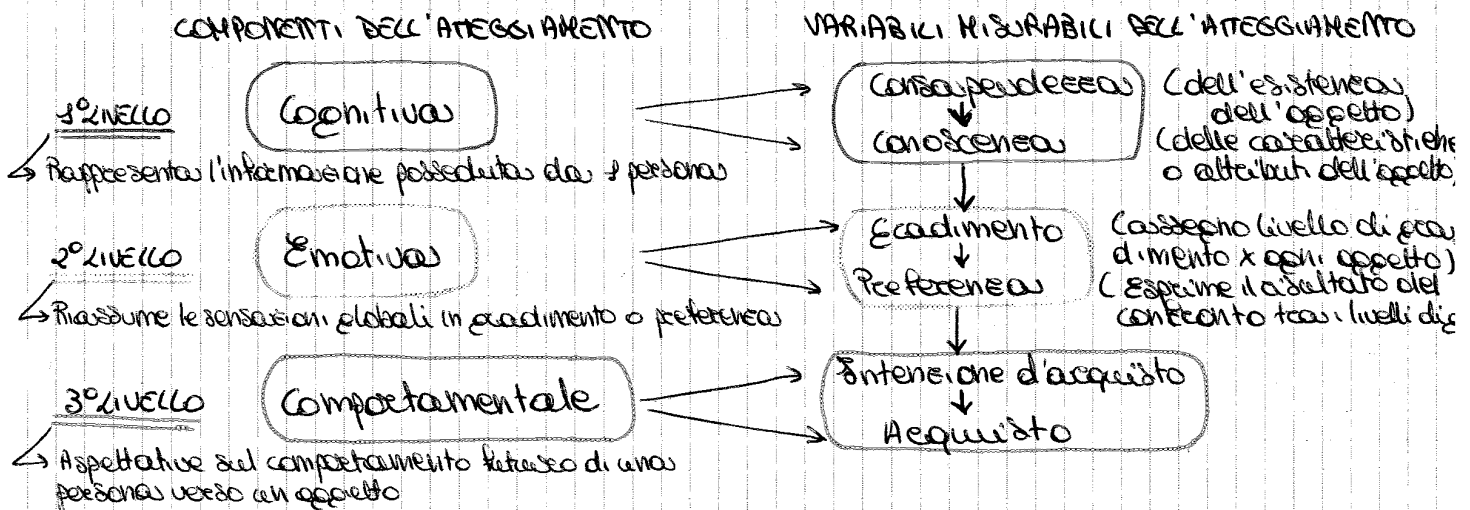 COMPONENTI DELL'ATTEGGIAMENTO
VARIABILI MISURABILI DELL'ATTEGGIAMENTO
1° LIVELLO
Cognitiva
Consapevolezza (dell'esistenza
dell'oggetto)
Conoscenza (delle caratteristiche
o attributi dell'oggetto)
Rappresenta l'informazione posseduta da 1 persona
2° LIVELLO
Emotiva
Gradimento (assegno livello di gra
dimento x ogni oggetto)
Preferenza (Esprime il risultato del
confronto tra i livelli di g
Riassume le sensazioni globali in gradimento o preferenza
3° LIVELLO
Comportamentale
Intenzione d'acquisto
Acquisto
Aspettative sul comportamento futuro di una
persona verso un oggetto